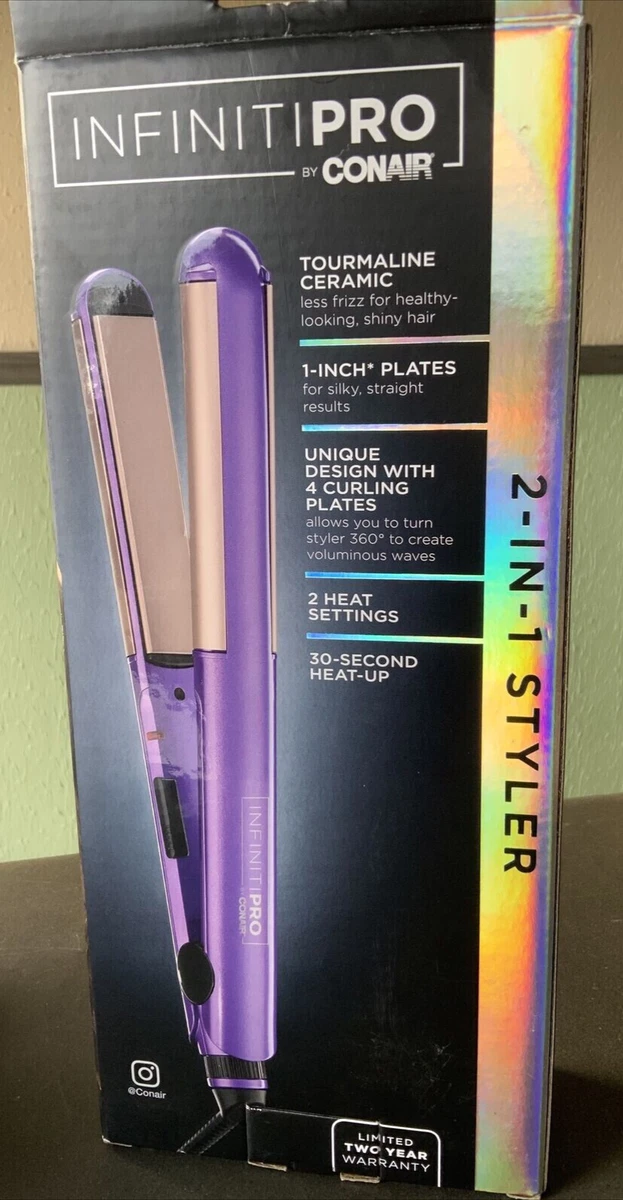 INFINITIPRO
BY CONAIR®
TOURMALINE
CERAMIC
less frizz for healthy-
looking, shiny hair
1-INCH* PLATES
for silky, straight
results
UNIQUE
DESIGN WITH
4 CURLING
PLATES
allows you to turn
styler 360° to create
voluminous waves
2 HEAT
SETTINGS
30-SECOND
HEAT-UP
2-IN-1 STYLER
INFINITIPRO
BY CONAIR
@Conair
LIMITED
TWO YEAR
WARRANTY